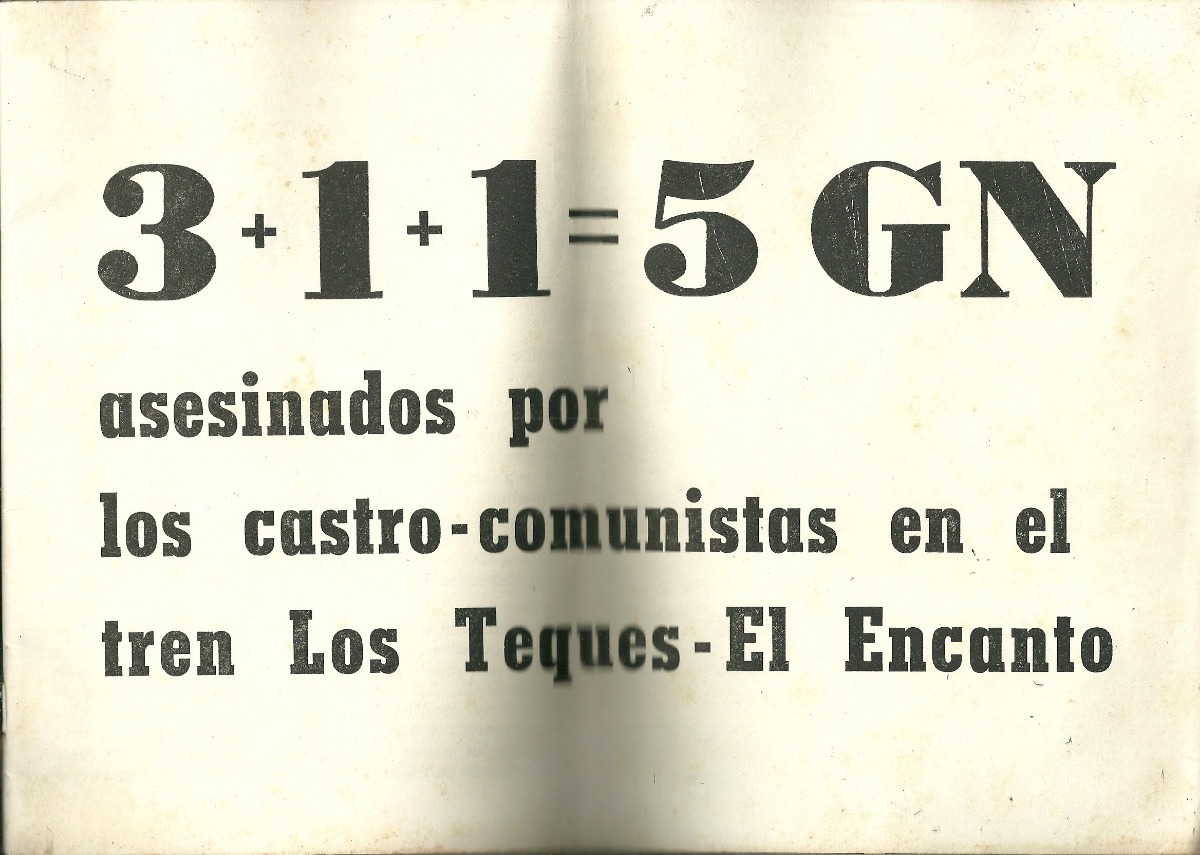 3+1+1=5 GN
asesinados por
los castro-comunistas en el
tren Los Teques-El Encanto